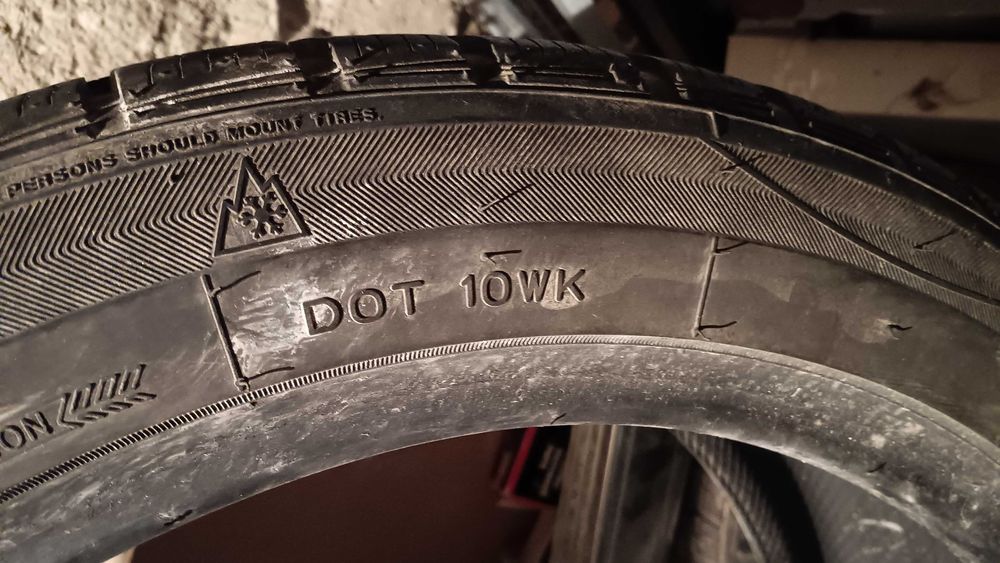 PERSONS SHOULD MOUNT TIRES.
DOT 10WK
ON